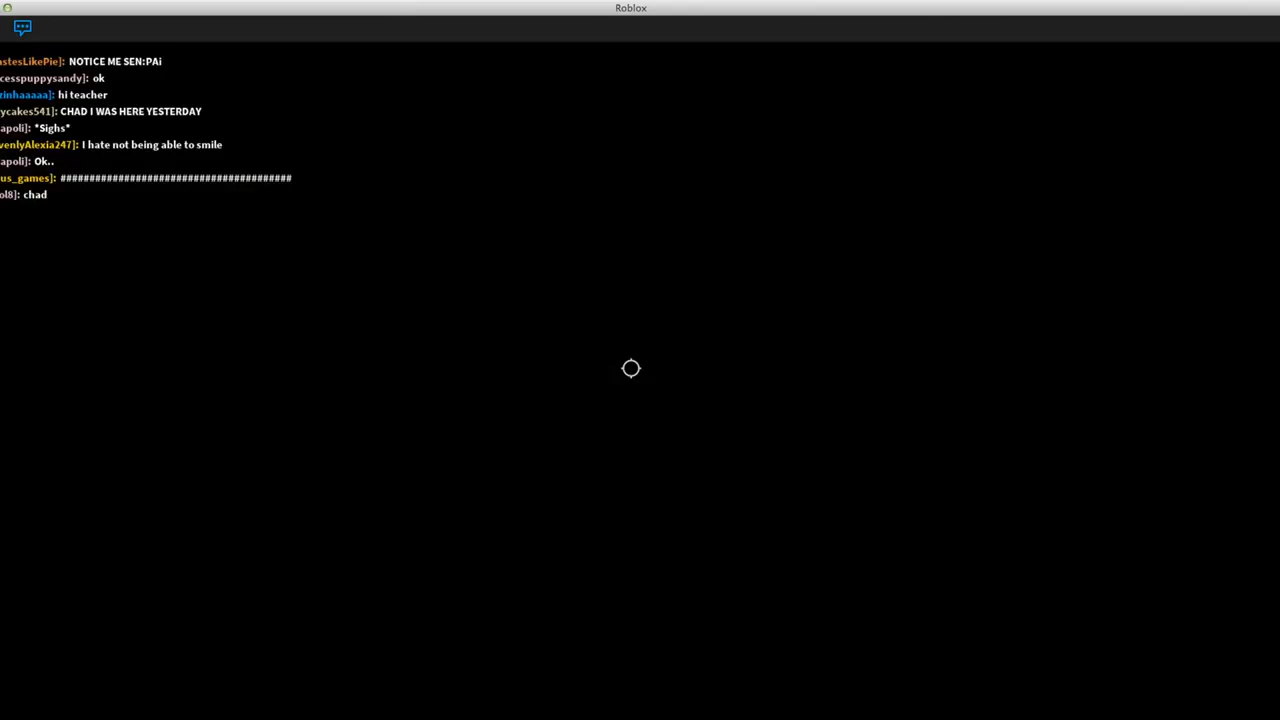 Roblox
astesLikePie]: NOTICE ME SEN:PAi
cesspuppysandy]: ok
zinhaaaaa]: hi teacher
ycakes541]: CHAD I WAS HERE YESTERDAY
apoli]: *Sighs*
venlyAlexia247]: I hate not being able to smile
apoli]: Ok..
us_games]: ########################################
ol8]: chad